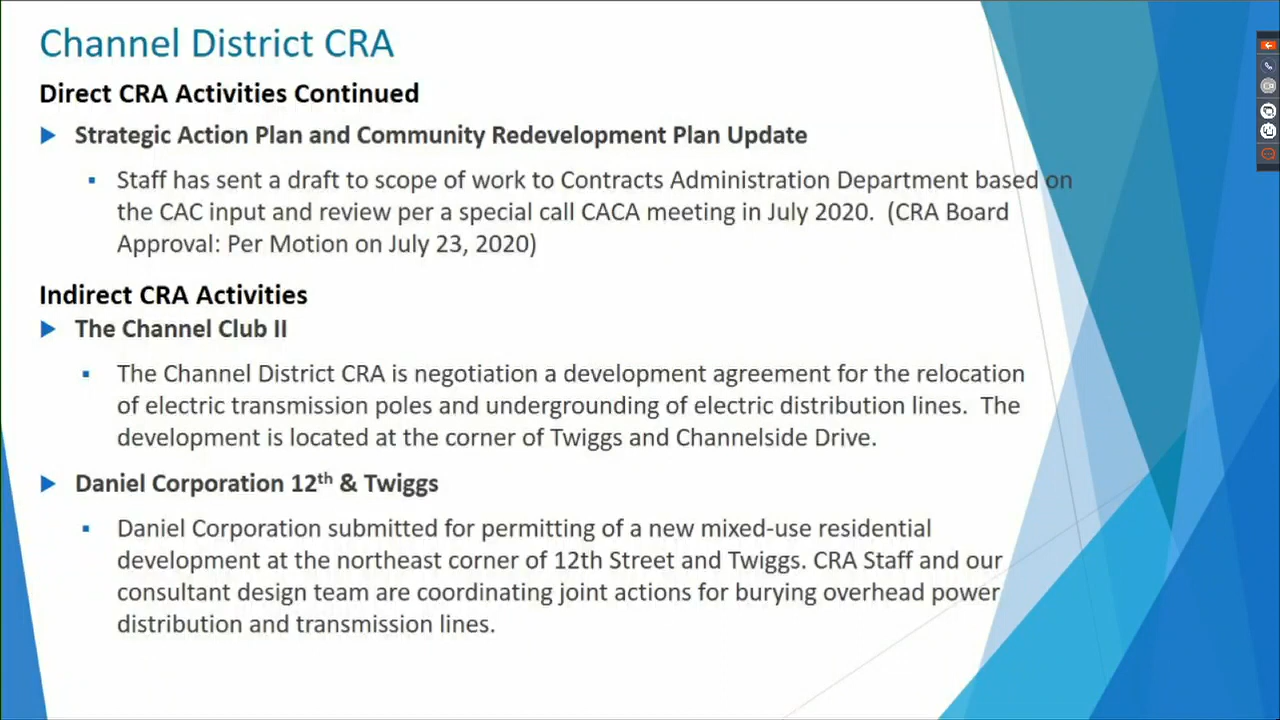 Channel District CRA
Direct CRA Activities Continued
Strategic Action Plan and Community Redevelopment Plan Update
Staff has sent a draft to scope of work to Contracts Administration Department based on
the CAC input and review per a special call CACA meeting in July 2020.  (CRA Board
Approval: Per Motion on July 23, 2020)
Indirect CRA Activities
The Channel Club II
The Channel District CRA is negotiation a development agreement for the relocation
of electric transmission poles and undergrounding of electric distribution lines.  The
development is located at the corner of Twiggs and Channelside Drive.
Daniel Corporation 12th & Twiggs
Daniel Corporation submitted for permitting of a new mixed-use residential
development at the northeast corner of 12th Street and Twiggs. CRA Staff and our
consultant design team are coordinating joint actions for burying overhead power
distribution and transmission lines.